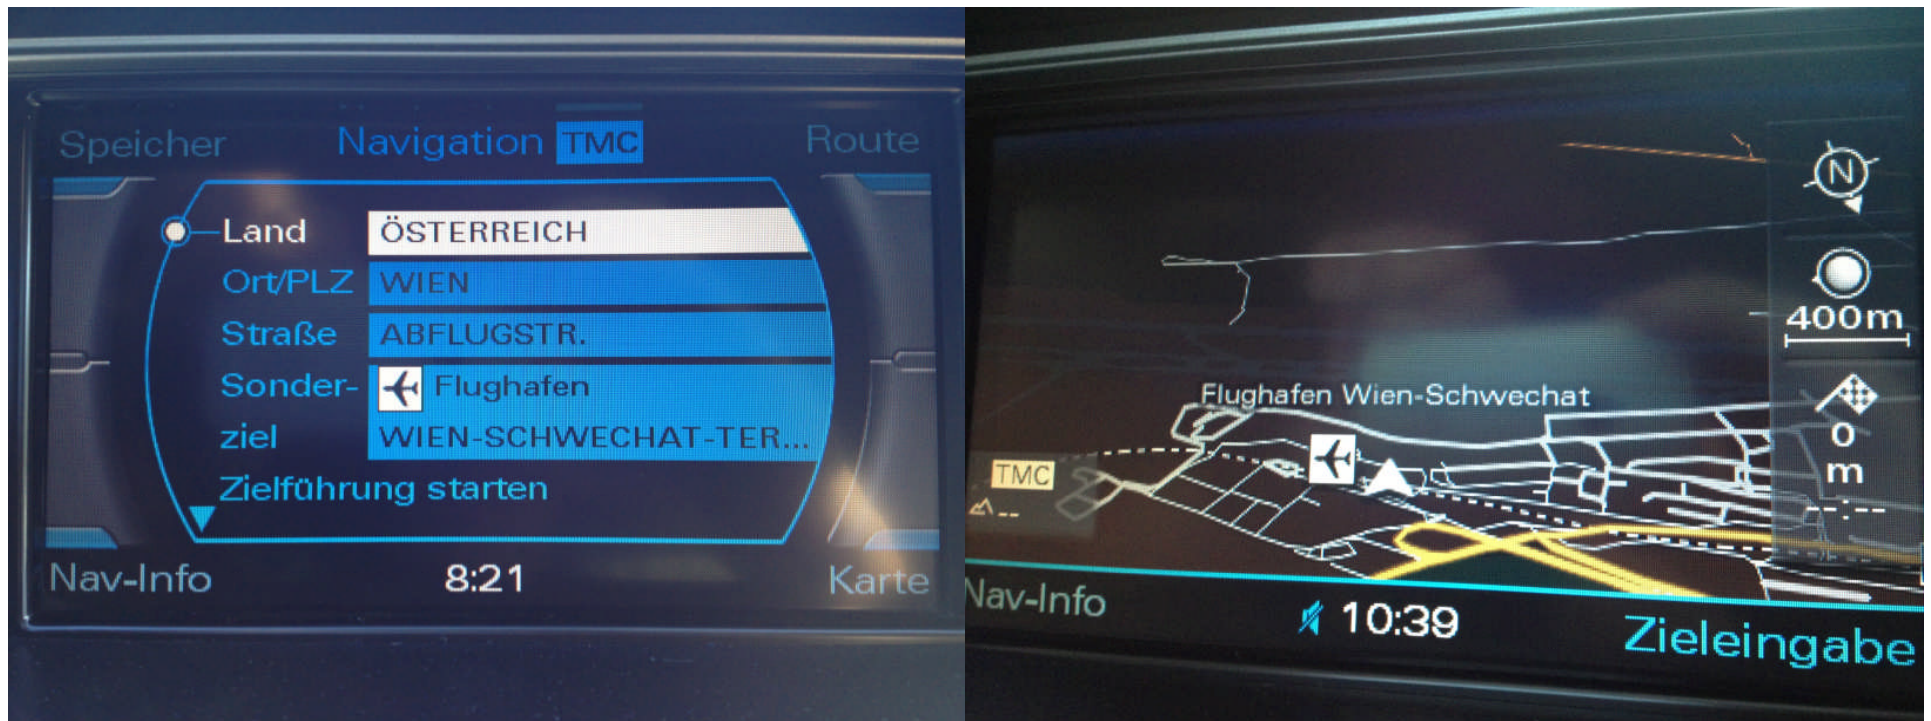 Speicher Navigation TMC Route
Land ÖSTERREICH
Ort/PLZ WIEN
Straße ABFLUGSTR.
Sonder- Flughafen
ziel WIEN-SCHWECHAT-TER...
Zielführung starten
Nav-Info 8:21 Karte
N
400m
Flughafen Wien-Schwechat
0
m
TMC
--
Nav-Info 10:39 Zieleingabe